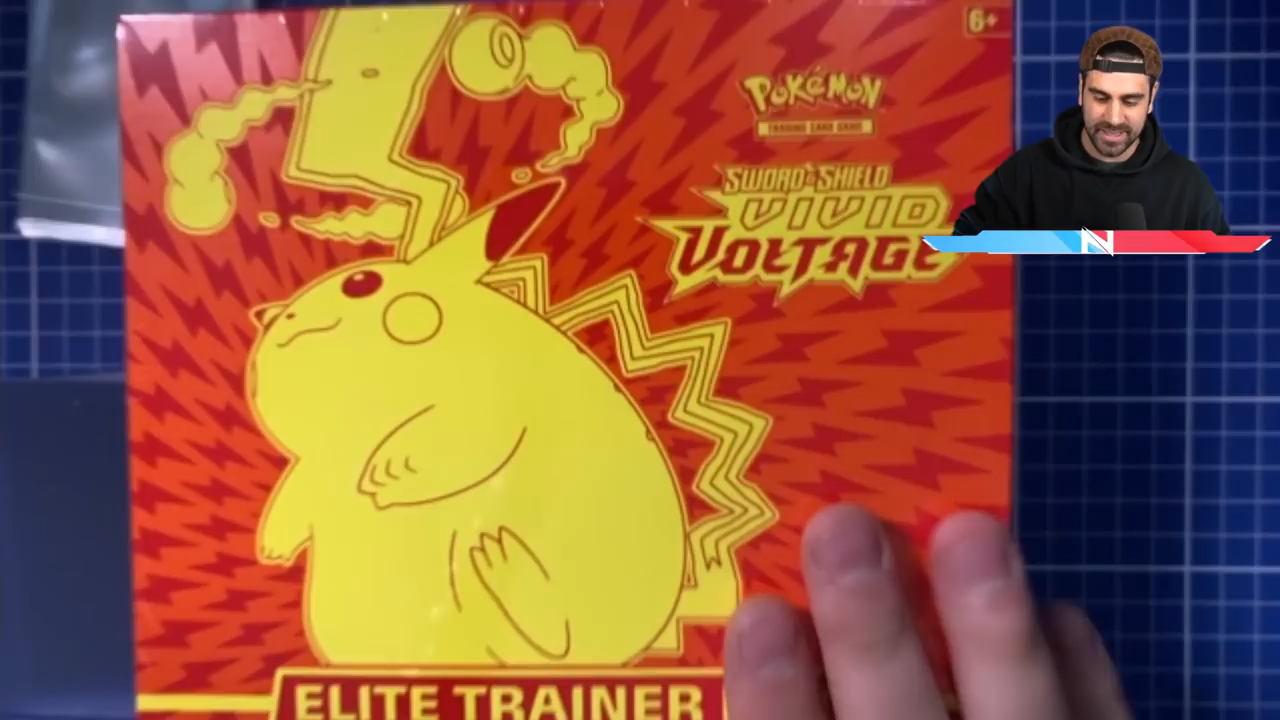 6+
POKéMON
TRADING CARD GAME
SWORD & SHIELD
VIVID
VOLTAGE
N
ELITE TRAINER